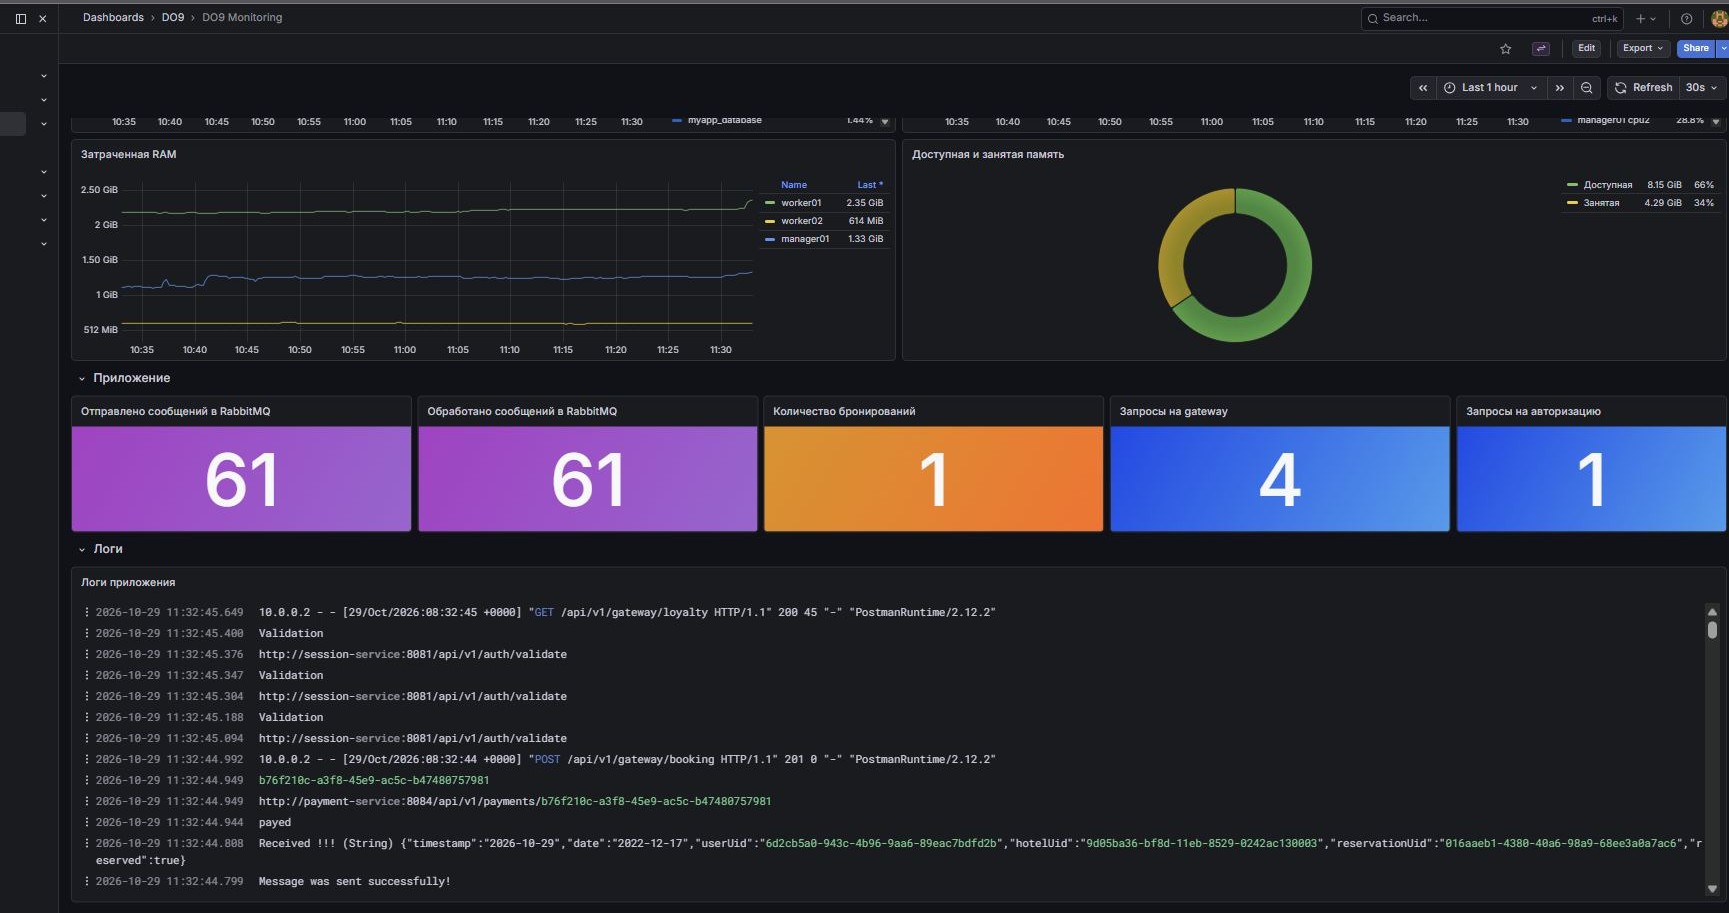 Dashboards › DO9 › DO9 Monitoring
Search... ctrl+k
Edit Export Share
Last 1 hour Refresh 30s
10:35 10:40 10:45 10:50 10:55 11:00 11:05 11:10 11:15 11:20 11:25 11:30 myapp_database 1.44%
10:35 10:40 10:45 10:50 10:55 11:00 11:05 11:10 11:15 11:20 11:25 11:30 manager01 cpu2 28.8%
Затраченная RAM
2.50 GiB
2 GiB
1.50 GiB
1 GiB
512 MiB
10:35 10:40 10:45 10:50 10:55 11:00 11:05 11:10 11:15 11:20 11:25 11:30
Name Last *
worker01 2.35 GiB
worker02 614 MiB
manager01 1.33 GiB
Доступная и занятая память
Доступная 8.15 GiB 66%
Занятая 4.29 GiB 34%
Приложение
Отправлено сообщений в RabbitMQ
61
Обработано сообщений в RabbitMQ
61
Количество бронирований
1
Запросы на gateway
4
Запросы на авторизацию
1
Логи
Логи приложения
2026-10-29 11:32:45.649 10.0.0.2 - - [29/Oct/2026:08:32:45 +0000] "GET /api/v1/gateway/loyalty HTTP/1.1" 200 45 "-" "PostmanRuntime/2.12.2"
2026-10-29 11:32:45.400 Validation
2026-10-29 11:32:45.376 http://session-service:8081/api/v1/auth/validate
2026-10-29 11:32:45.347 Validation
2026-10-29 11:32:45.304 http://session-service:8081/api/v1/auth/validate
2026-10-29 11:32:45.188 Validation
2026-10-29 11:32:45.094 http://session-service:8081/api/v1/auth/validate
2026-10-29 11:32:44.992 10.0.0.2 - - [29/Oct/2026:08:32:44 +0000] "POST /api/v1/gateway/booking HTTP/1.1" 201 0 "-" "PostmanRuntime/2.12.2"
2026-10-29 11:32:44.949 b76f210c-a3f8-45e9-ac5c-b47480757981
2026-10-29 11:32:44.949 http://payment-service:8084/api/v1/payments/b76f210c-a3f8-45e9-ac5c-b47480757981
2026-10-29 11:32:44.944 payed
2026-10-29 11:32:44.808 Received !!! (String) {"timestamp":"2026-10-29","date":"2022-12-17","userUid":"6d2cb5a0-943c-4b96-9aa6-89eac7bdfd2b","hotelUid":"9d05ba36-bf8d-11eb-8529-0242ac130003","reservationUid":"016aaeb1-4380-40a6-98a9-68ee3a0a7ac6","r
eserved":true}
2026-10-29 11:32:44.799 Message was sent successfully!